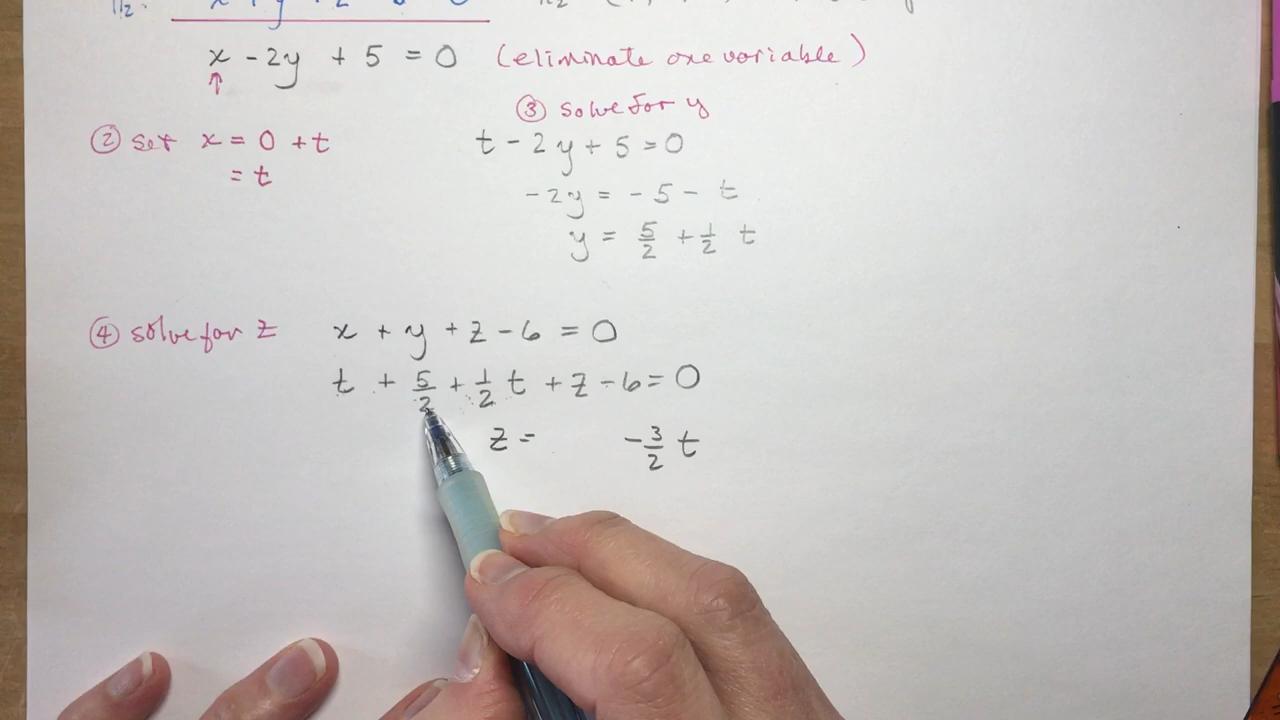 x - 2y + 5 = 0 (eliminate one variable)
↑
③ solve for y
② set x = 0 + t
= t
t - 2y + 5 = 0
-2y = -5 - t
y = 5/2 + 1/2 t
④ solve for z
x + y + z - 6 = 0
t + 5/2 + 1/2 t + z - 6 = 0
z = -3/2 t